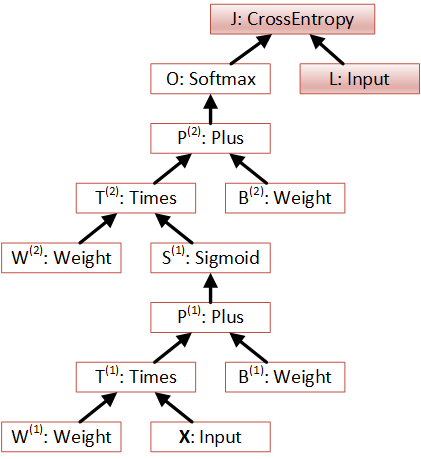 J: CrossEntropy
O: Softmax
L: Input
P⁽²⁾: Plus
T⁽²⁾: Times
B⁽²⁾: Weight
W⁽²⁾: Weight
S⁽¹⁾: Sigmoid
P⁽¹⁾: Plus
T⁽¹⁾: Times
B⁽¹⁾: Weight
W⁽¹⁾: Weight
X: Input